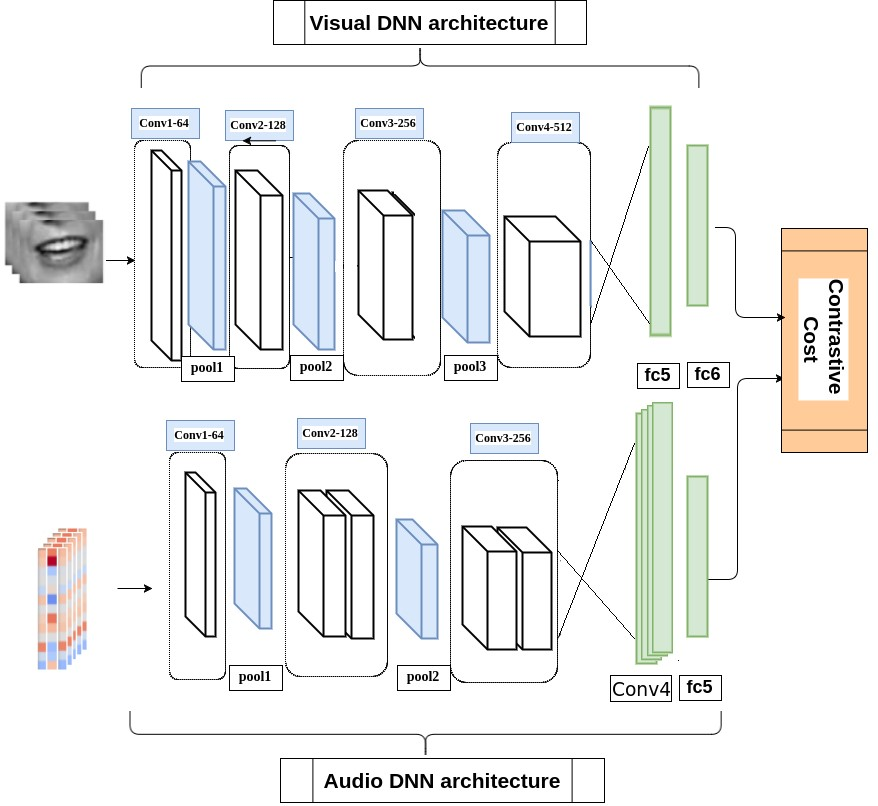 Visual DNN architecture
Conv1-64
Conv2-128
Conv3-256
Conv4-512
pool1
pool2
pool3
fc5
fc6
Contrastive
Cost
Conv1-64
Conv2-128
Conv3-256
pool1
pool2
Conv4
fc5
Audio DNN architecture